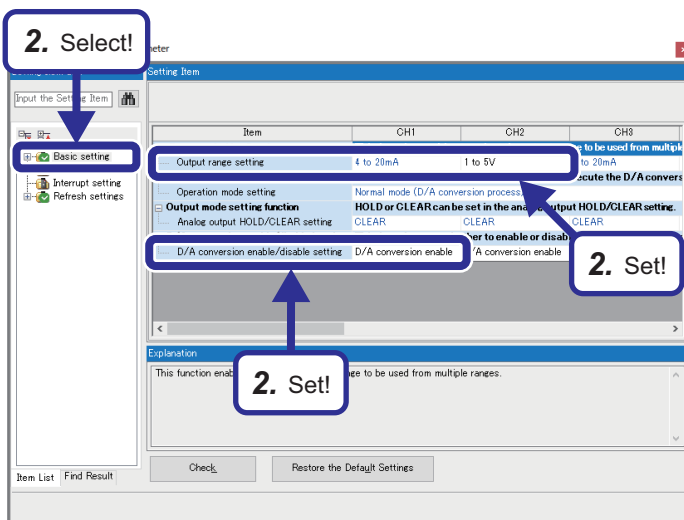 2. Select!
meter
Setting Item
Input the Setting Item
Item CH1 CH2 CH3
Basic setting
e to be used from multiple
Output range setting 4 to 20mA 1 to 5V to 20mA
Interrupt setting
ecute the D/A convers
Refresh settings
Operation mode setting Normal mode (D/A conversion process)
Output mode setting function HOLD or CLEAR can be set in the analog output HOLD/CLEAR setting.
Analog output HOLD/CLEAR setting CLEAR CLEAR CLEAR
her to enable or disab
D/A conversion enable/disable setting D/A conversion enable /A conversion enable
2. Set!
2. Set!
Explanation
This function enab ge to be used from multiple ranges.
Check
Restore the Default Settings
Item List Find Result